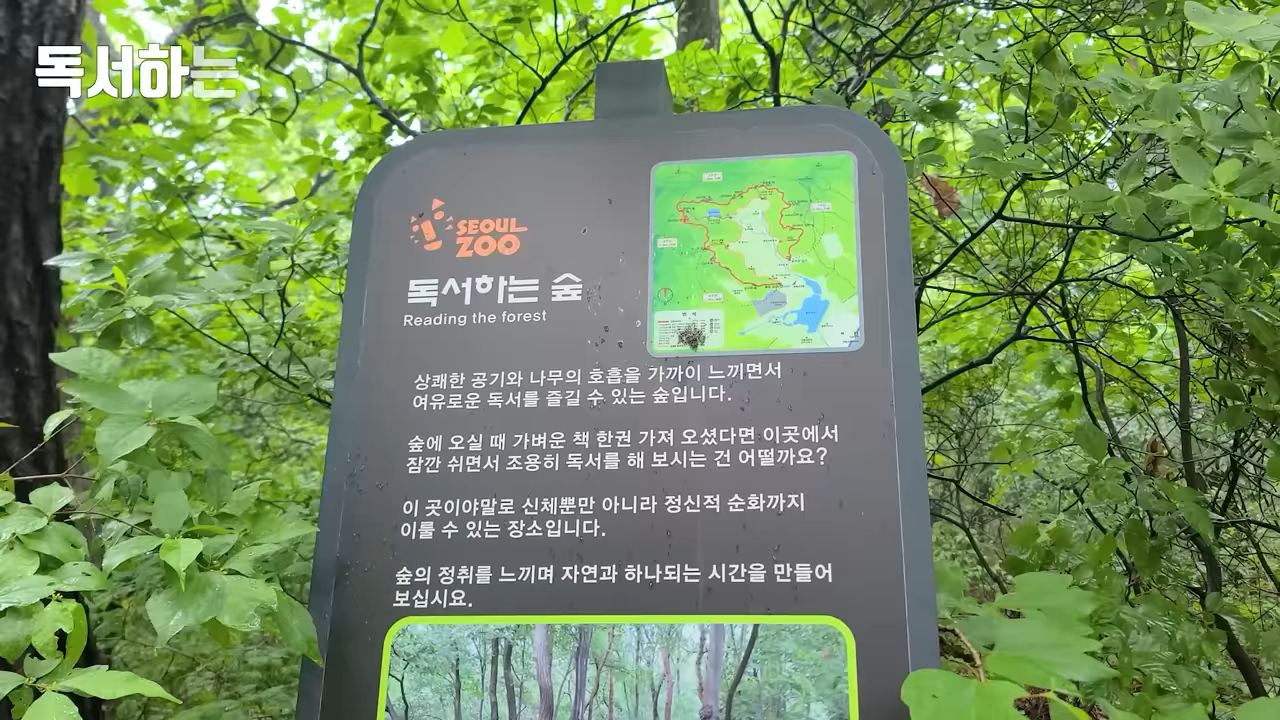 독서하는
SEOUL
ZOO
독서하는 숲
Reading the forest
상쾌한 공기와 나무의 호흡을 가까이 느끼면서
여유로운 독서를 즐길 수 있는 숲입니다.
숲에 오실 때 가벼운 책 한권 가져 오셨다면 이곳에서
잠깐 쉬면서 조용히 독서를 해 보시는 건 어떨까요?
이 곳이야말로 신체뿐만 아니라 정신적 순화까지
이룰 수 있는 장소입니다.
숲의 정취를 느끼며 자연과 하나되는 시간을 만들어
보십시요.